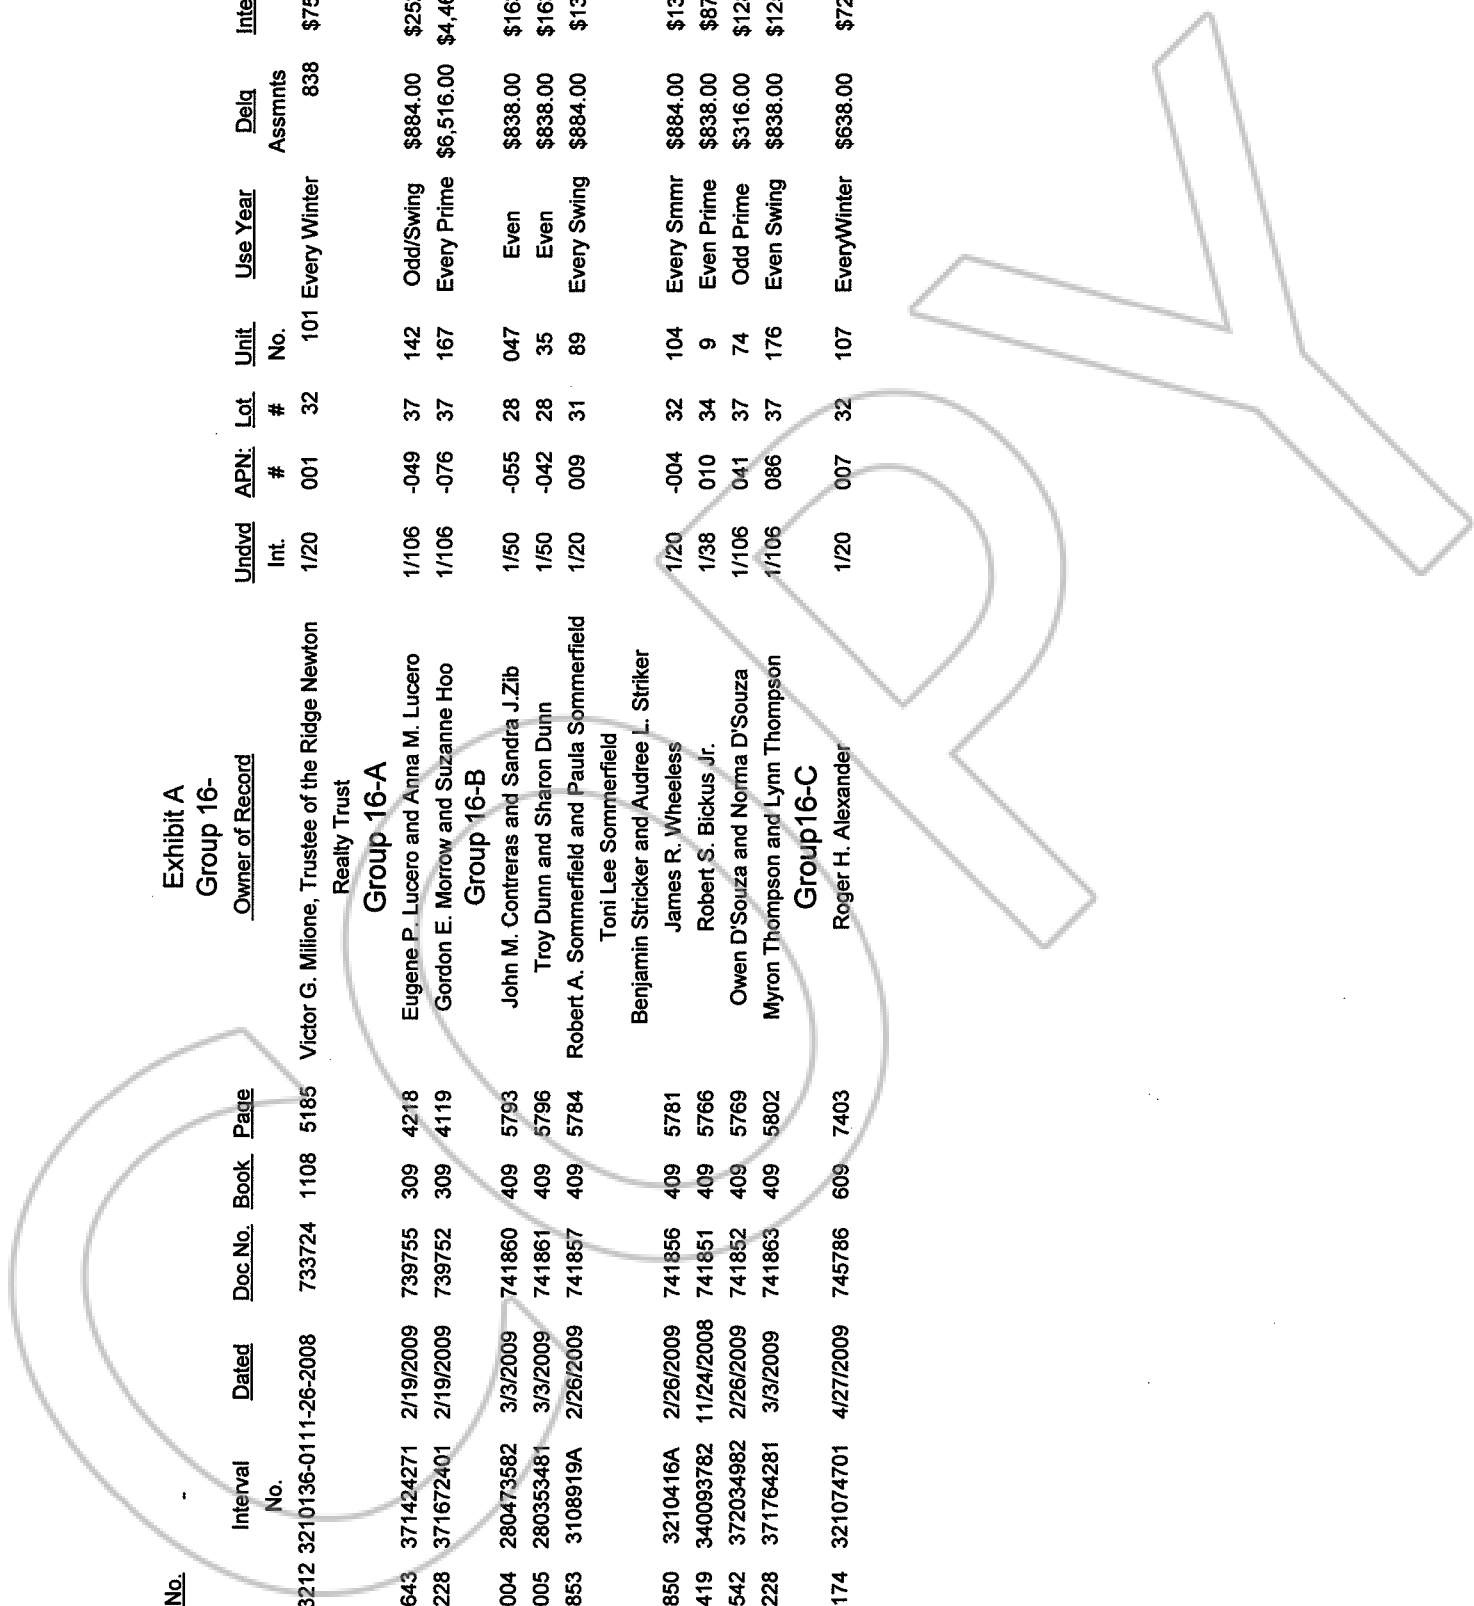 Exhibit A
No. Group 16-
Interval Dated Doc No. Book Page Owner of Record Undvd APN: Lot Unit Use Year Delq
No. Int. # # No. Assmnts
3212 3210136-0111-26-2008 733724 1108 5185 Victor G. Milione, Trustee of the Ridge Newton 1/20 001 32 101 Every Winter 838 $75
Realty Trust
Group 16-A
643 371424271 2/19/2009 739755 309 4218 Eugene P. Lucero and Anna M. Lucero 1/106 -049 37 142 Odd/Swing $884.00 $25
228 371672401 2/19/2009 739752 309 4119 Gordon E. Morrow and Suzanne Hoo 1/106 -076 37 167 Every Prime $6,516.00 $4,46
Group 16-B
004 280473582 3/3/2009 741860 409 5793 John M. Contreras and Sandra J.Zib 1/50 -055 28 047 Even $838.00 $16
005 280353481 3/3/2009 741861 409 5796 Troy Dunn and Sharon Dunn 1/50 -042 28 35 Even $838.00 $16
853 3108919A 2/26/2009 741857 409 5784 Robert A. Sommerfield and Paula Sommerfield 1/20 009 31 89 Every Swing $884.00 $13
Toni Lee Sommerfield
Benjamin Stricker and Audree L. Striker
850 3210416A 2/26/2009 741856 409 5781 James R. Wheeless 1/20 -004 32 104 Every Smmr $884.00 $13
419 340093782 11/24/2008 741851 409 5766 Robert S. Bickus Jr. 1/38 010 34 9 Even Prime $838.00 $87
542 372034982 2/26/2009 741852 409 5769 Owen D'Souza and Norma D'Souza 1/106 041 37 74 Odd Prime $316.00 $12
228 371764281 3/3/2009 741863 409 5802 Myron Thompson and Lynn Thompson 1/106 086 37 176 Even Swing $838.00 $12
Group16-C
174 321074701 4/27/2009 745786 609 7403 Roger H. Alexander 1/20 007 32 107 EveryWinter $638.00 $72
COPY